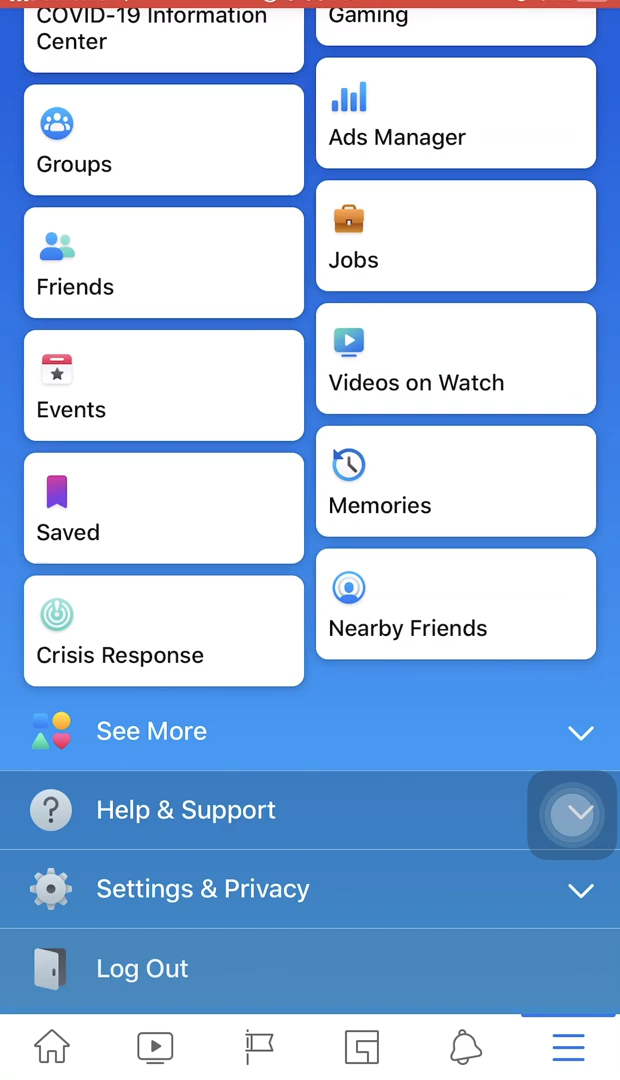 COVID-19 Information
Center
Gaming
Groups
Ads Manager
Friends
Jobs
Events
Videos on Watch
Saved
Memories
Crisis Response
Nearby Friends
See More
Help & Support
Settings & Privacy
Log Out